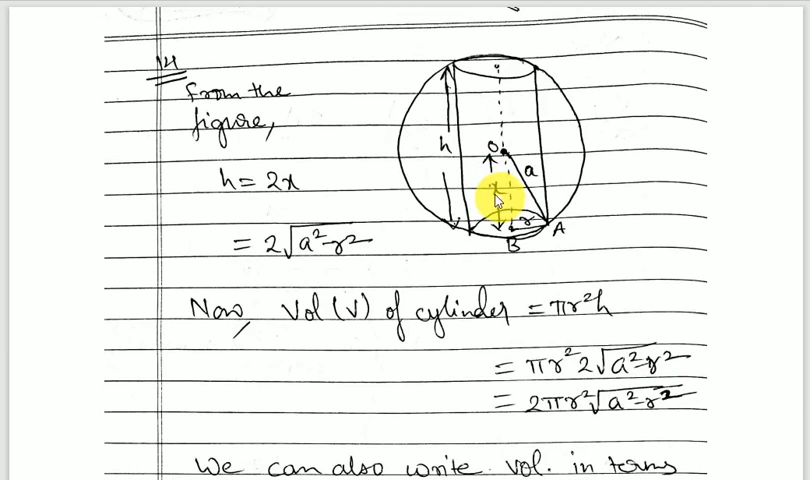 14
From the
figure,
h = 2x
= 2√a²-r²
h
O
a
x
r
A
B
Now, Vol (V) of cylinder = πr²h
= πr² 2√a²-r²
= 2πr²√a²-r²
We can also write vol. in terms